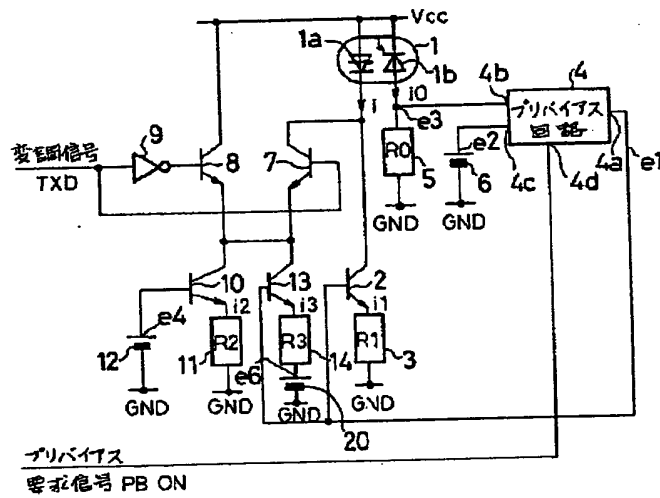 Vcc
1a
1
1b
4b
4
i
i0
e3
プリバイアス
回路
4a
e1
変調信号
TXD
9
8
7
R0
5
e2
6
4c
4d
GND
GND
10
13
2
e4
12
i2
i3
i1
R2
11
R3
14
R1
3
e6
GND
GND
GND
GND
20
プリバイアス
要求信号 PB ON